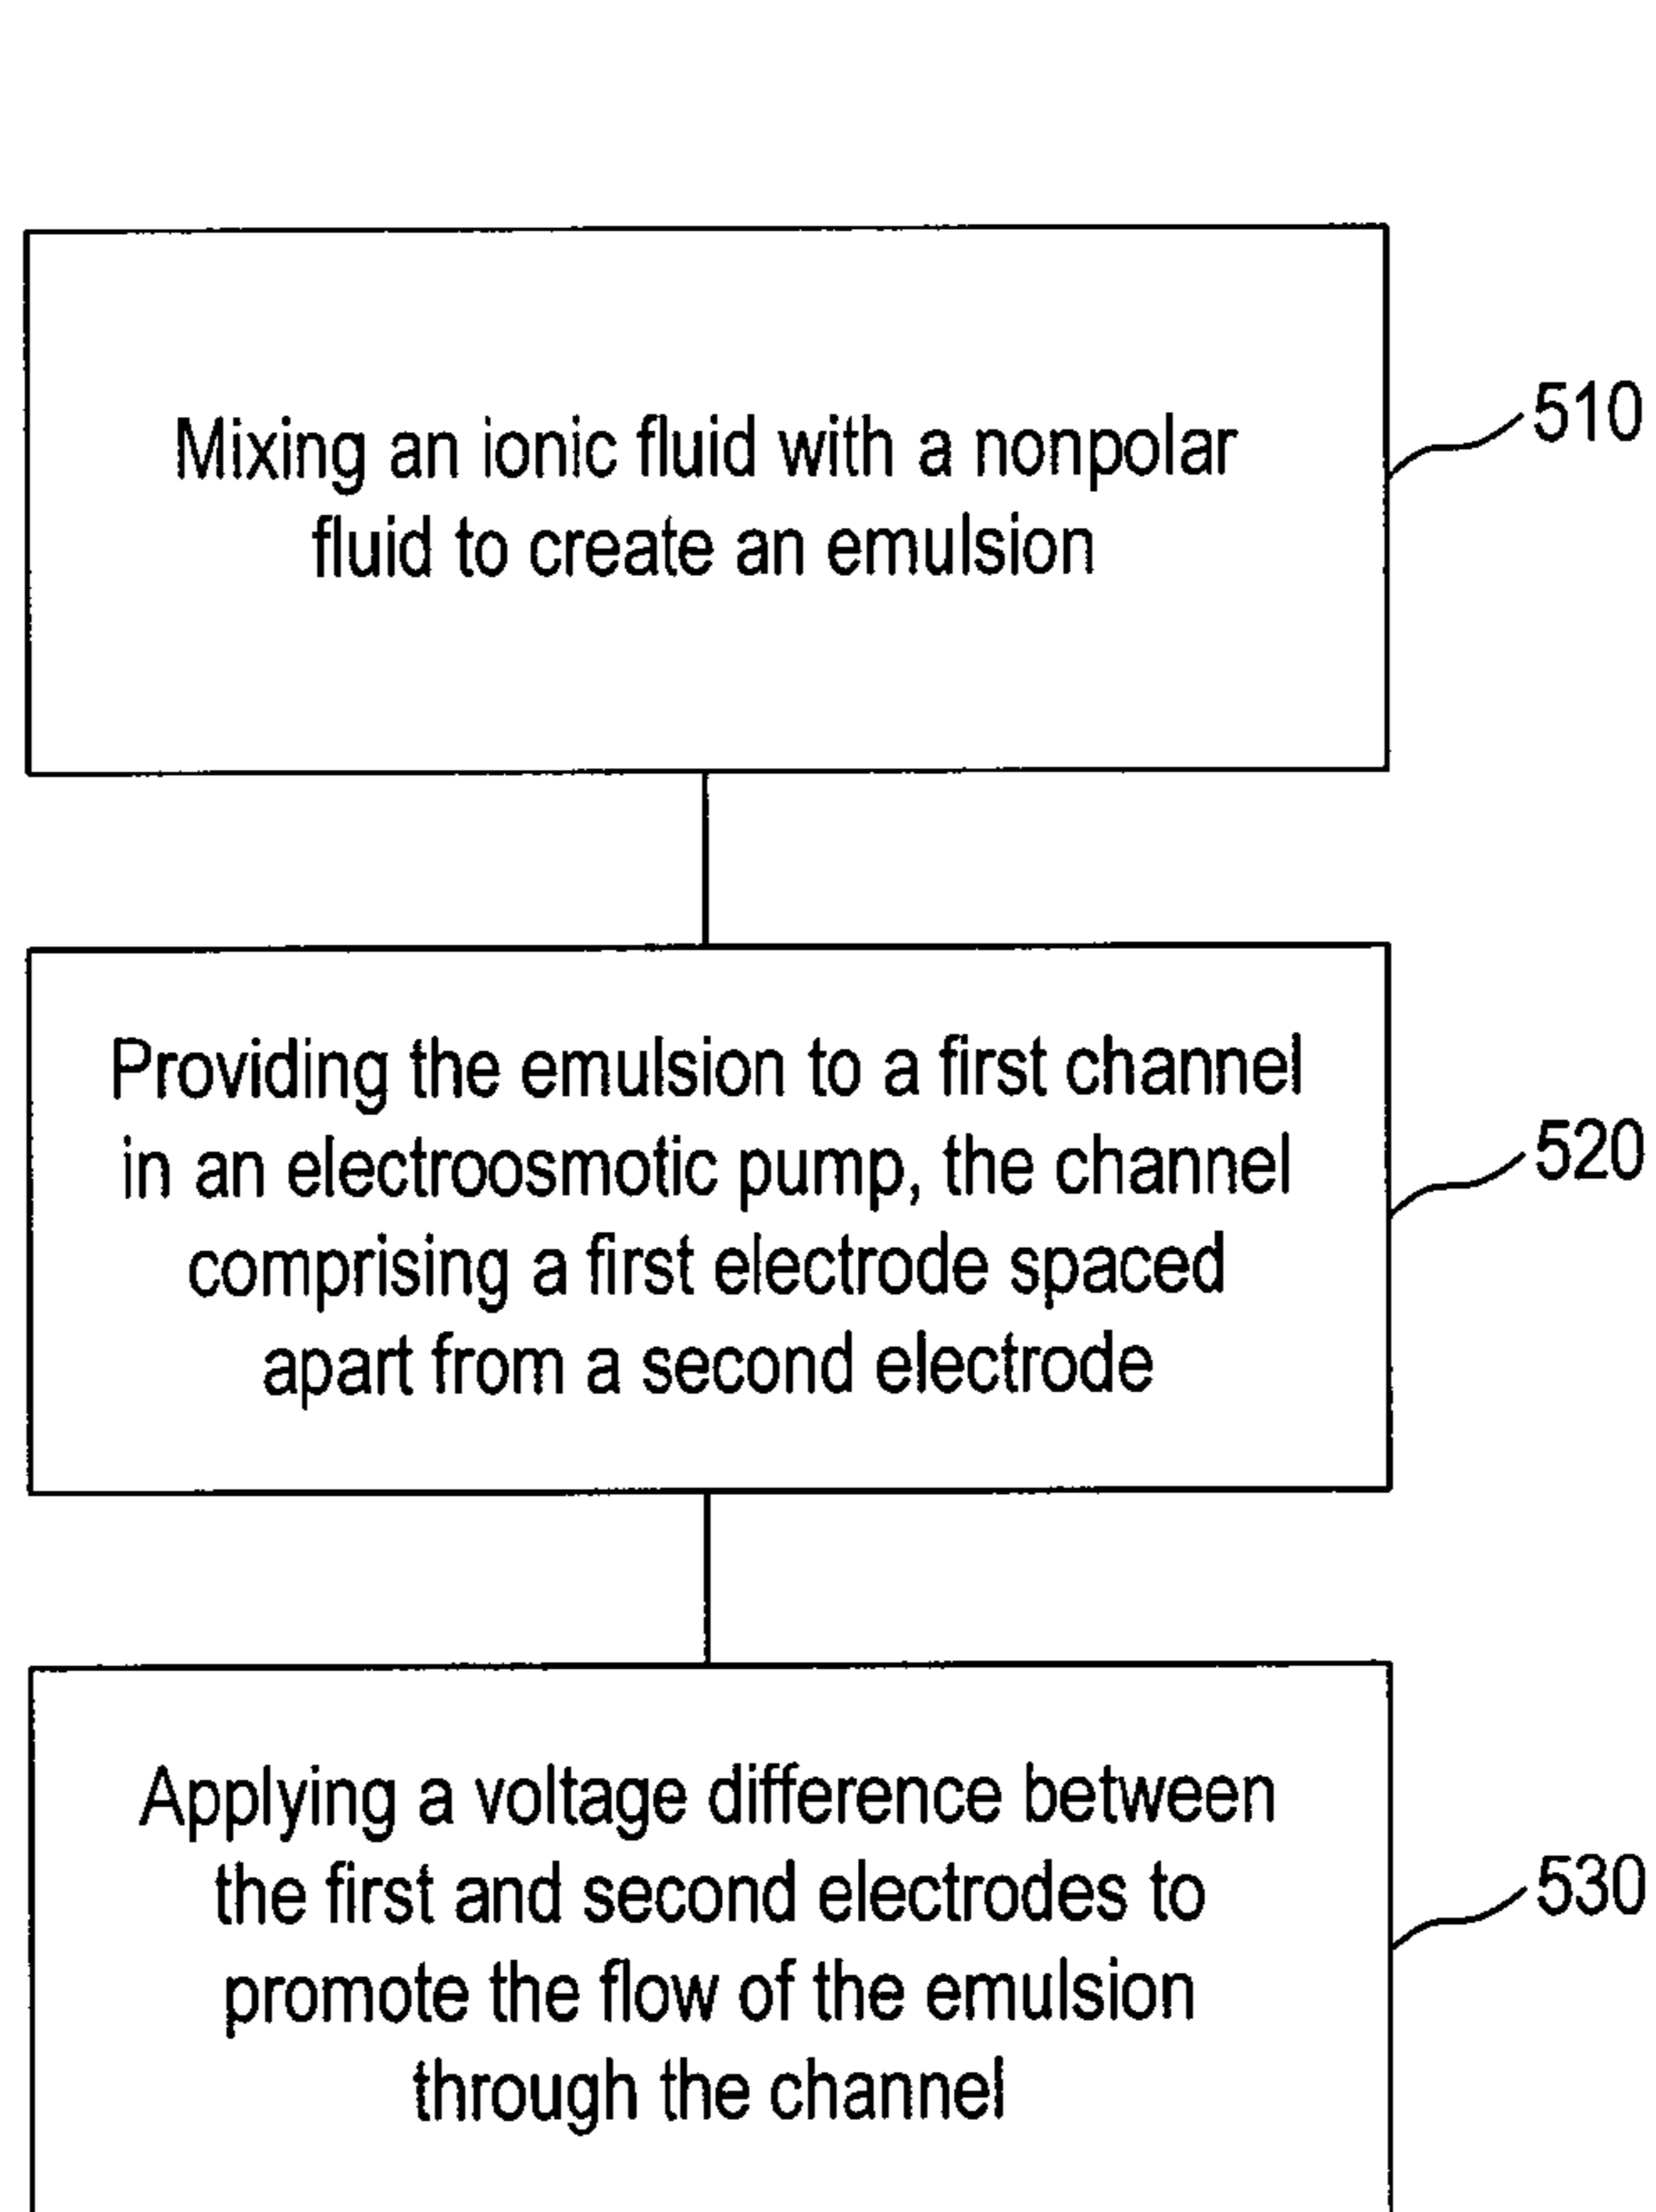 Mixing an ionic fluid with a nonpolar
fluid to create an emulsion
510
Providing the emulsion to a first channel
in an electroosmotic pump, the channel
comprising a first electrode spaced
apart from a second electrode
520
Applying a voltage difference between
the first and second electrodes to
promote the flow of the emulsion
through the channel
530